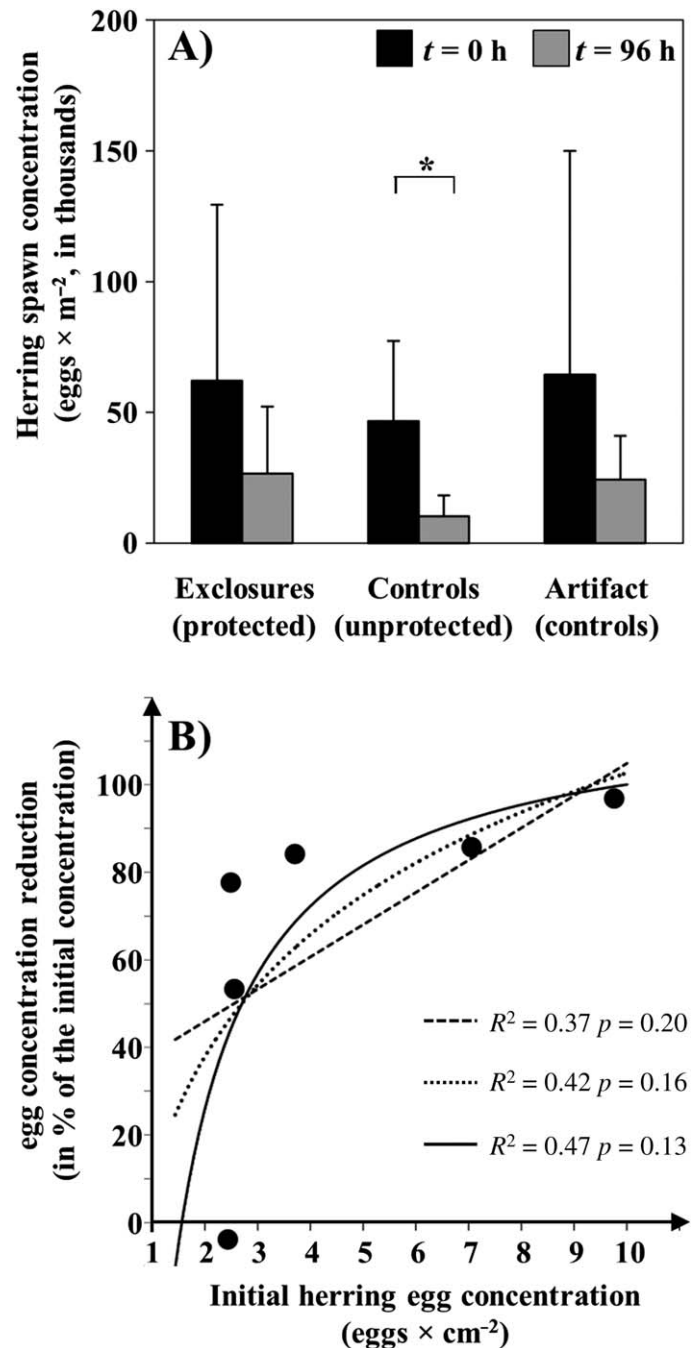 A)
t = 0 h
t = 96 h
200
150
100
50
0
*
Herring spawn concentration
(eggs × m⁻², in thousands)
Exclosures
(protected)
Controls
(unprotected)
Artifact
(controls)
B)
egg concentration reduction
(in % of the initial concentration)
100
80
60
40
20
0
R² = 0.37 p = 0.20
R² = 0.42 p = 0.16
R² = 0.47 p = 0.13
1 2 3 4 5 6 7 8 9 10
Initial herring egg concentration
(eggs × cm⁻²)